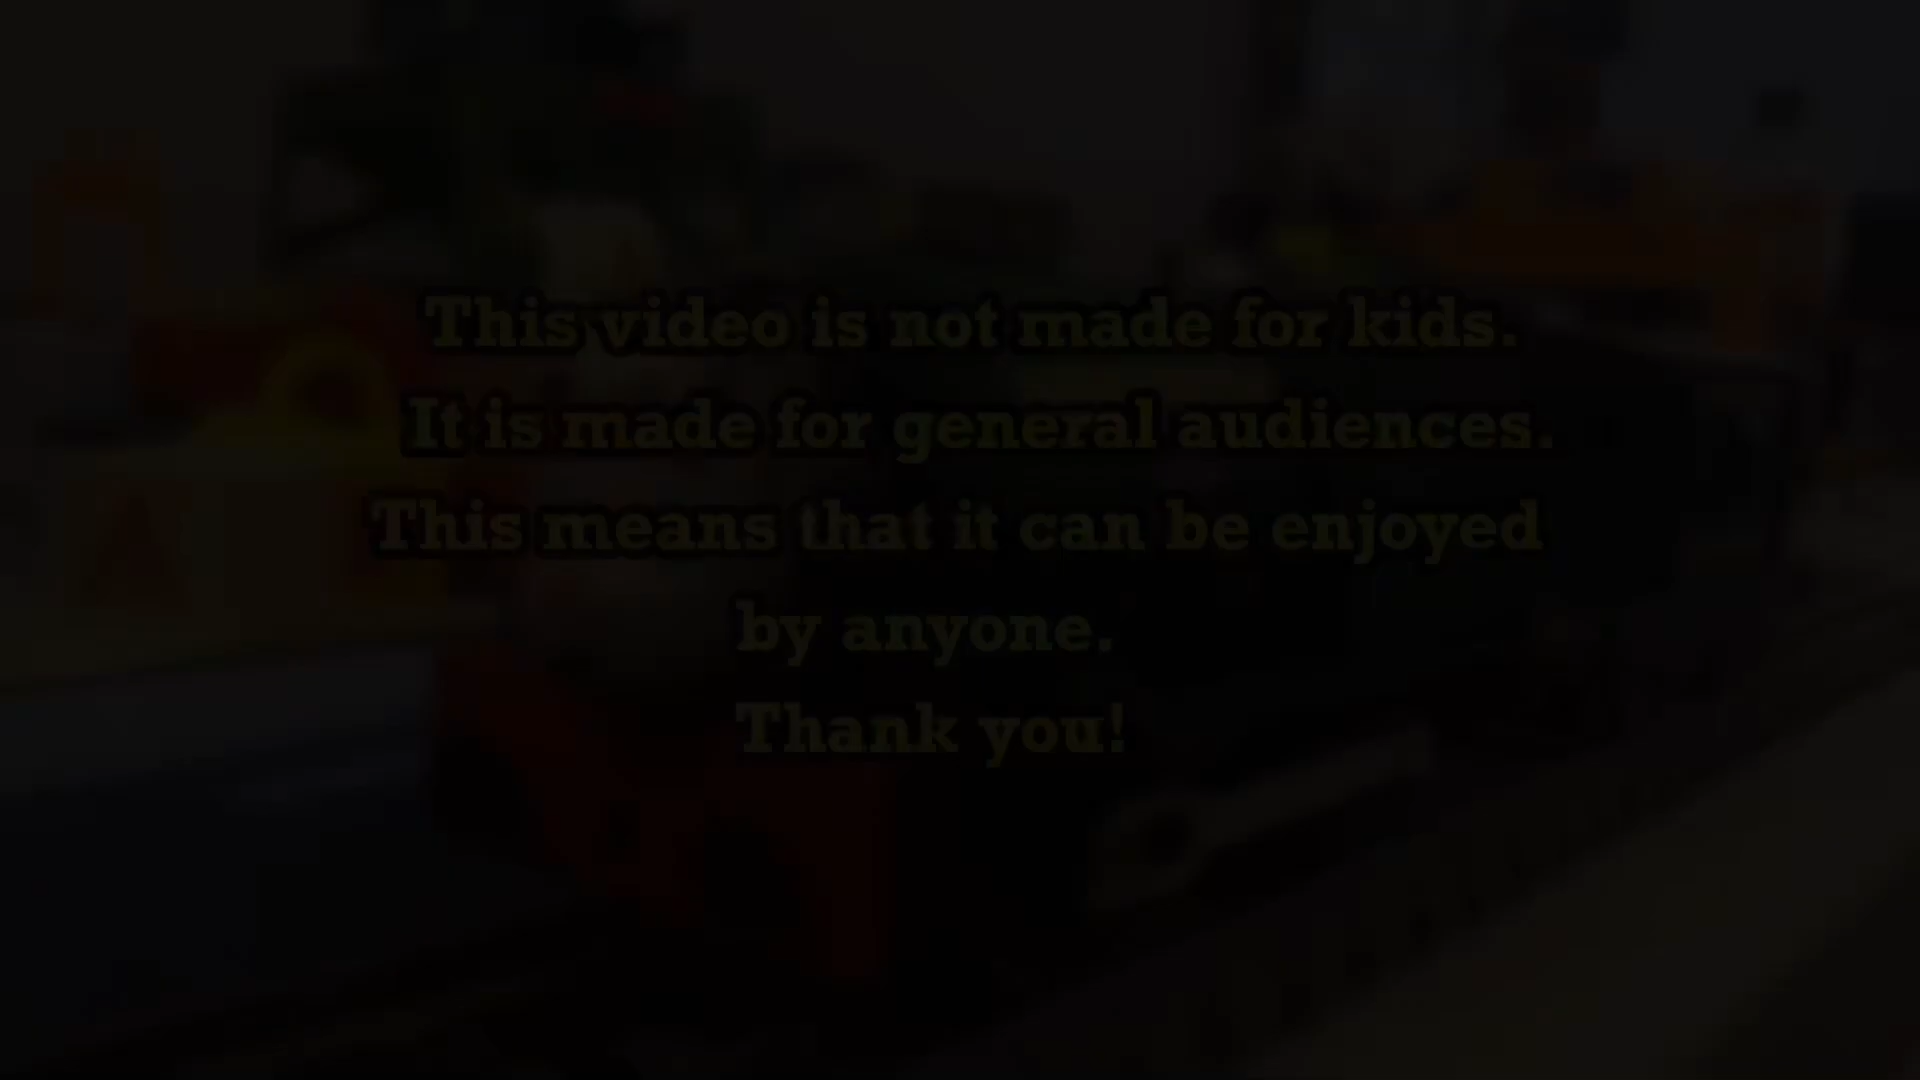 This video is not made for kids.
It is made for general audiences.
This means that it can be enjoyed
by anyone.
Thank you!